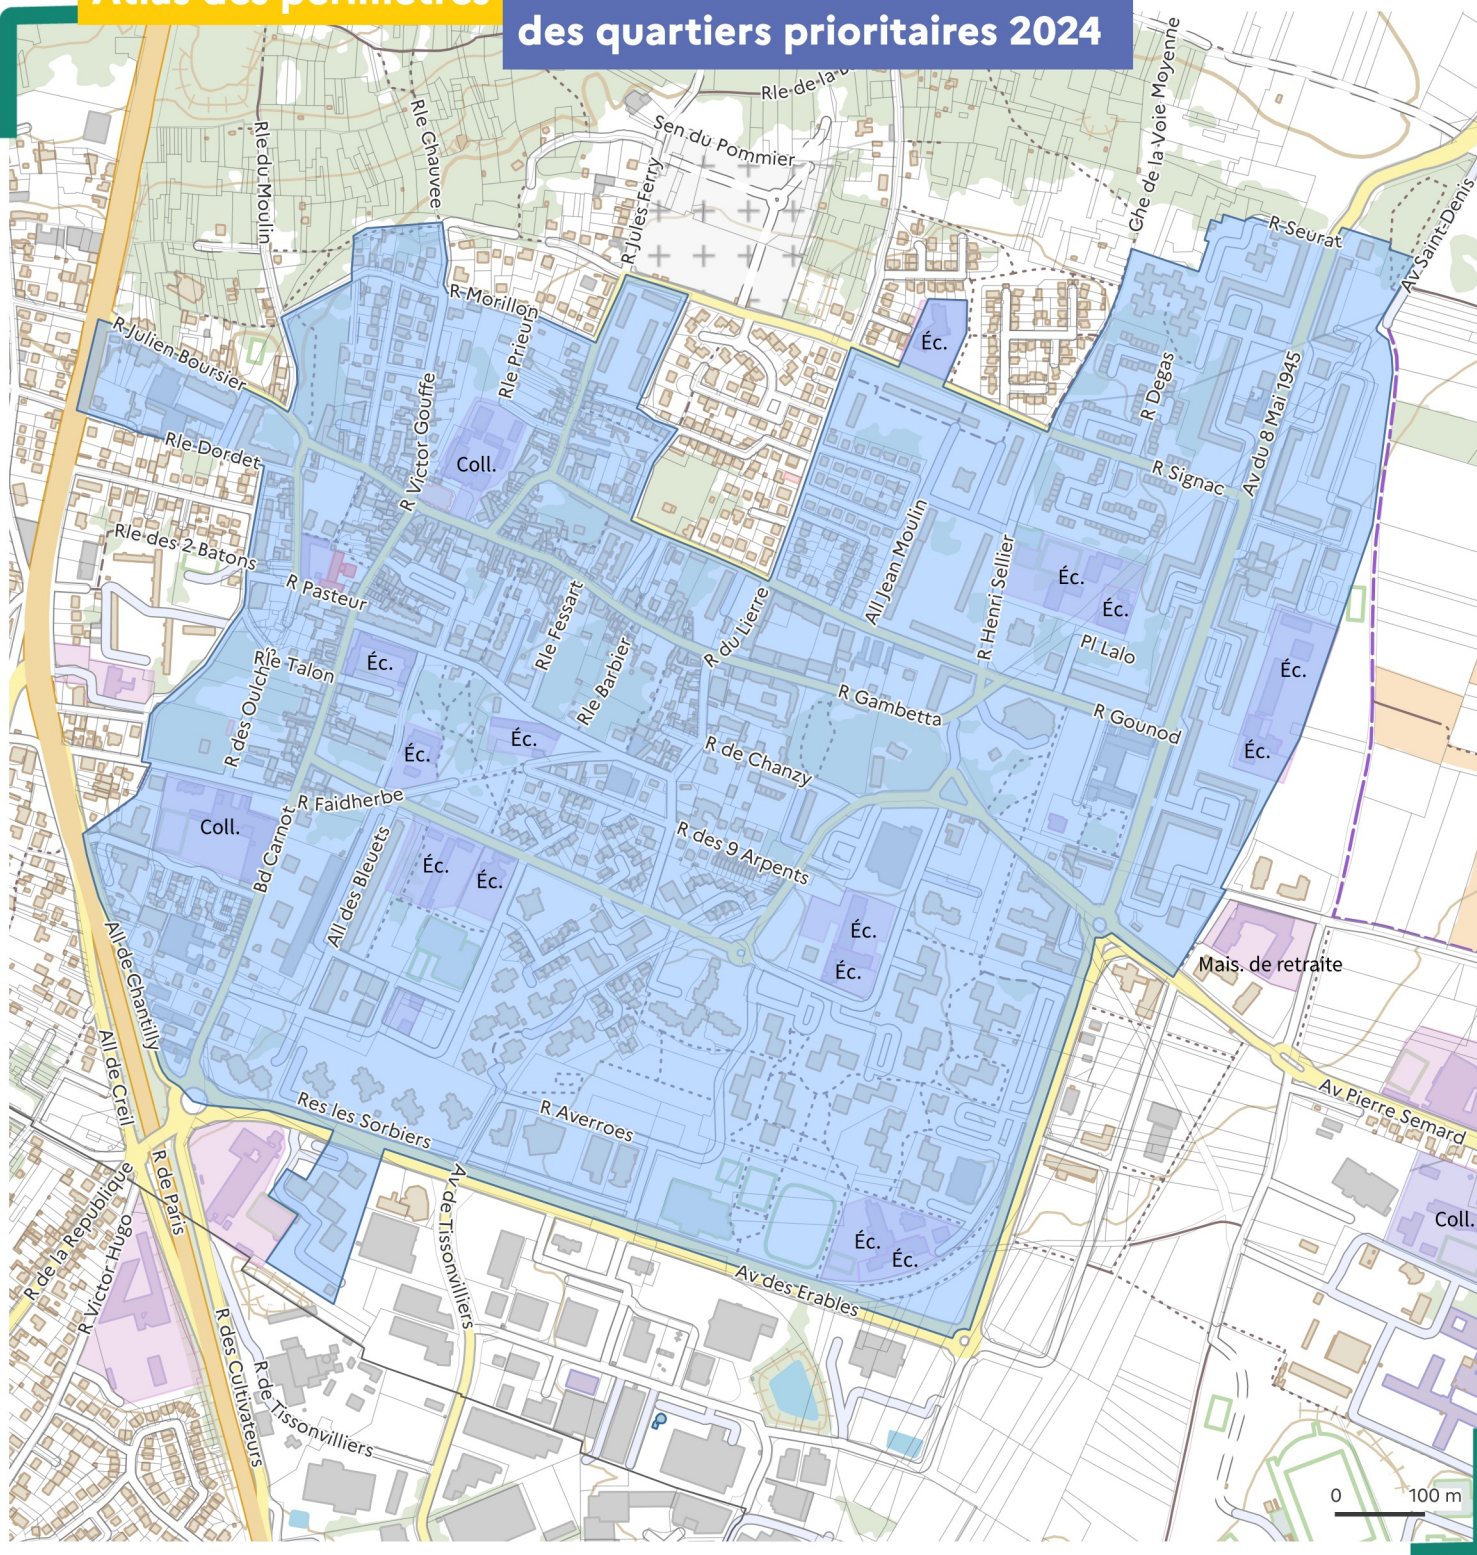 Atlas des périmètres
des quartiers prioritaires 2024
Rle de la
Sen du Pommier
Che de la Voie Moyenne
Rle du Moulin
Rle Chauvee
R Jules Ferry
Av Saint-Denis
R Seurat
R Morillon
R Julien Boursier
Rle Prieur
Éc.
R Degas
Av du 8 Mai 1945
R Victor Gouffe
Rle Dordet
Coll.
R Signac
Rle des 2 Batons
R Pasteur
All Jean Moulin
R Henri Sellier
Éc.
Éc.
Rle Fessart
R du Lierre
Pl Lalo
Rle Talon
Éc.
Rle Barbier
Éc.
R des Oulches
R Gambetta
R Gounod
Éc.
Éc.
R de Chanzy
Éc.
R Faidherbe
Coll.
Bd Carnot
All des Bleuets
Éc.
Éc.
R des 9 Arpents
Éc.
Éc.
Mais. de retraite
All de Chantilly
All de Creil
Res les Sorbiers
R Averroes
Av Pierre Semard
R de la Republique
R de Paris
R Victor Hugo
Av de Tissonvilliers
Coll.
Éc.
Éc.
Av des Erables
R des Cultivateurs
R de Tissonvilliers
0 100 m